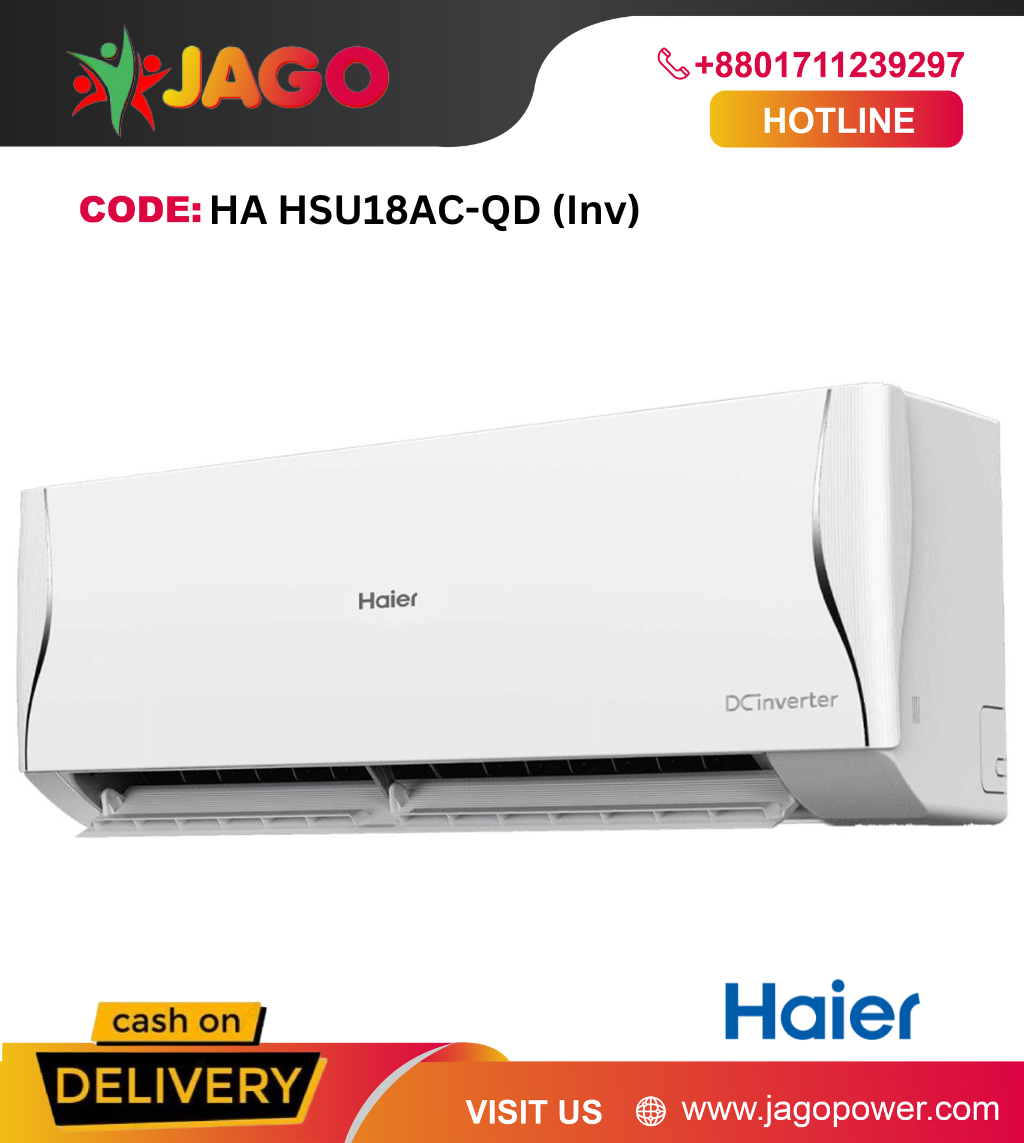 JAGO
+8801711239297
HOTLINE
CODE: HA HSU18AC-QD (Inv)
Haier
DC inverter
Haier
cash on
DELIVERY
VISIT US www.jagopower.com